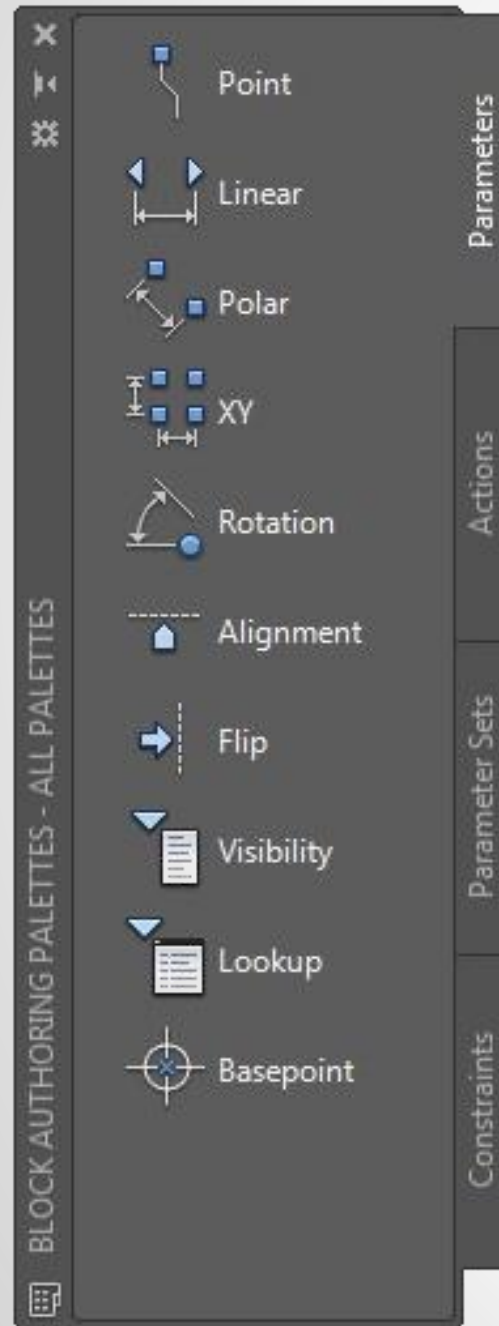 BLOCK AUTHORING PALETTES - ALL PALETTES
Point
Linear
Polar
XY
Rotation
Alignment
Flip
Visibility
Lookup
Basepoint
Parameters
Actions
Parameter Sets
Constraints